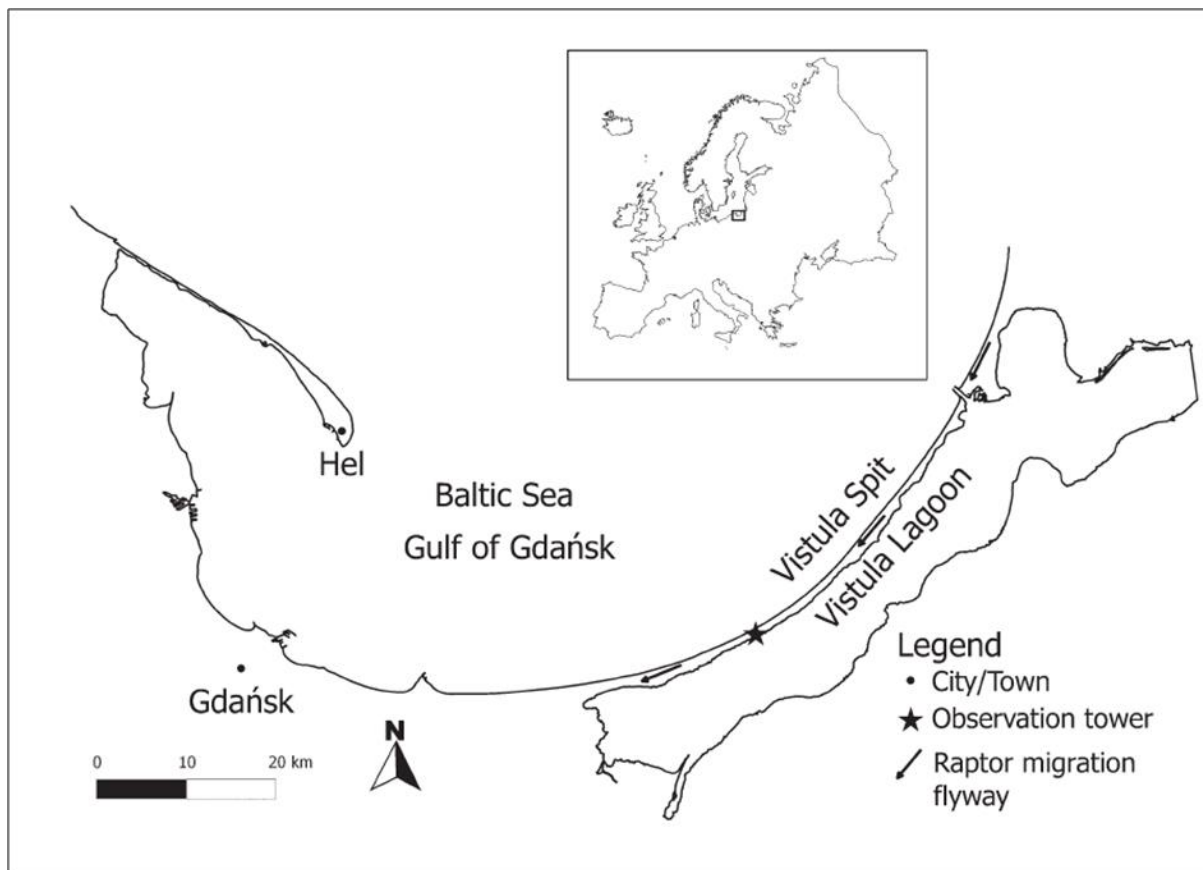 Hel
Baltic Sea
Gulf of Gdańsk
Vistula Spit
Vistula Lagoon
Gdańsk
N
0 10 20 km
Legend
City/Town
Observation tower
Raptor migration
flyway